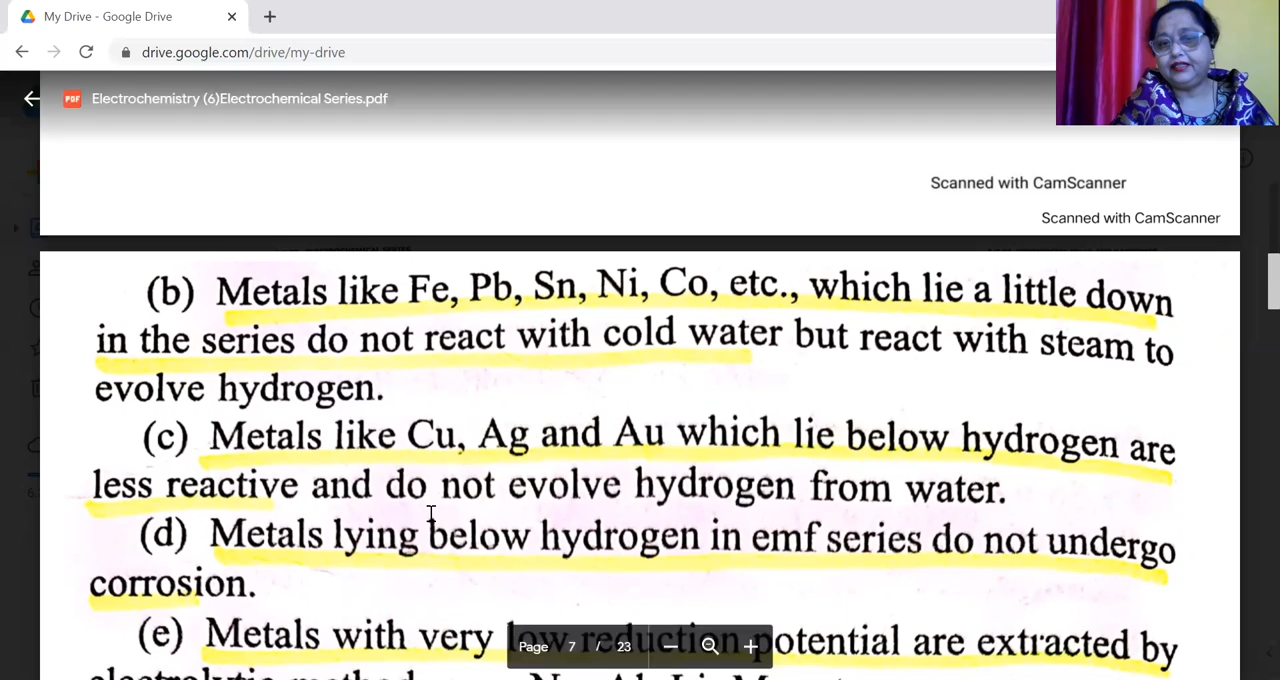 My Drive - Google Drive
drive.google.com/drive/my-drive
PDF Electrochemistry (6)Electrochemical Series.pdf
Scanned with CamScanner
Scanned with CamScanner
(b) Metals like Fe, Pb, Sn, Ni, Co, etc., which lie a little down
in the series do not react with cold water but react with steam to
evolve hydrogen.
(c) Metals like Cu, Ag and Au which lie below hydrogen are
less reactive and do not evolve hydrogen from water.
(d) Metals lying below hydrogen in emf series do not undergo
corrosion.
(e) Metals with very low reduction potential are extracted by
Page 7 / 23